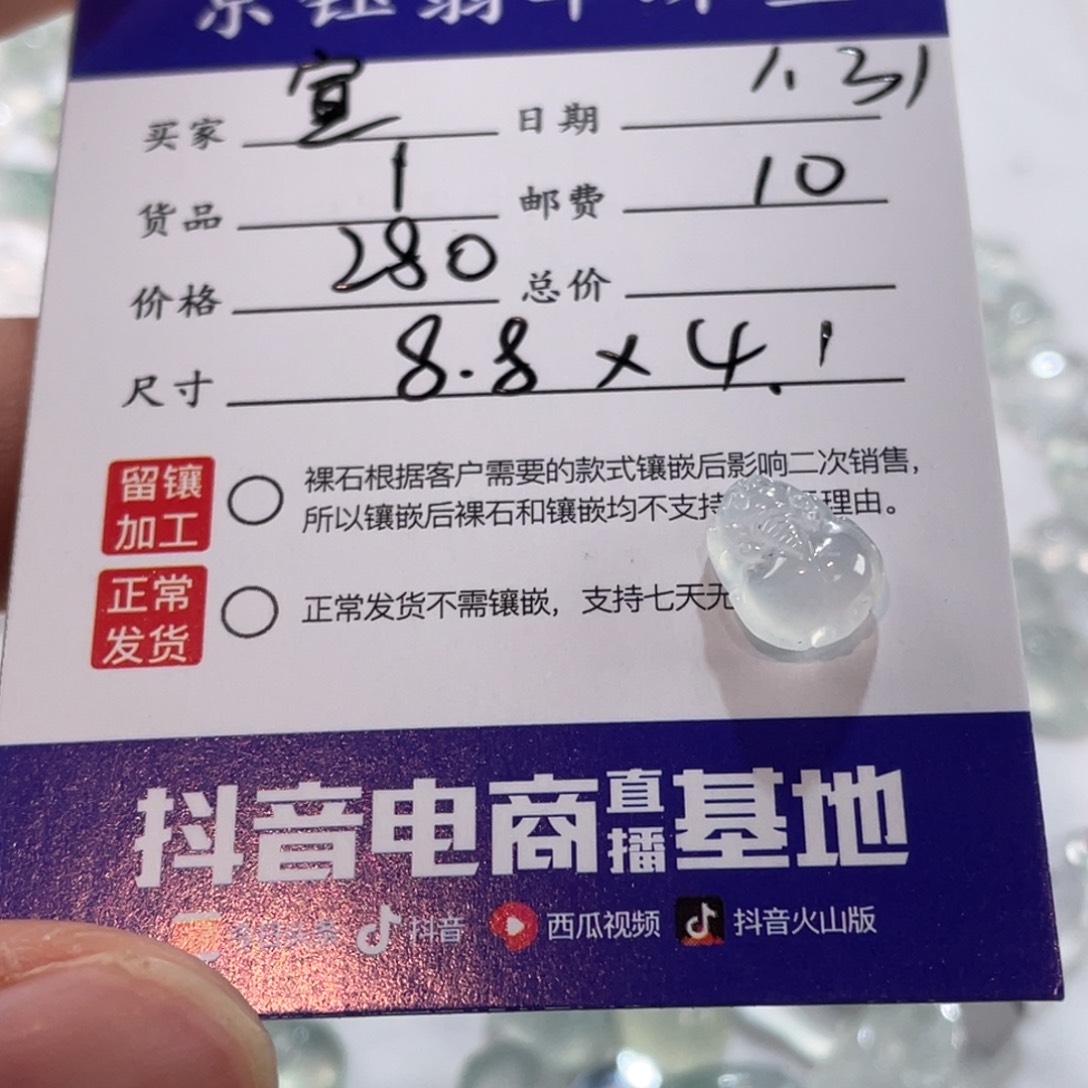 买家 宣 日期 1.31
货品 1 邮费 10
价格 280 总价
尺寸 8.8 x 4.1
留镶加工 裸石根据客户需要的款式镶嵌后影响二次销售，
所以镶嵌后裸石和镶嵌均不支持 理由。
正常发货 正常发货不需镶嵌，支持七天无
抖音电商直播基地
抖音 西瓜视频 抖音火山版